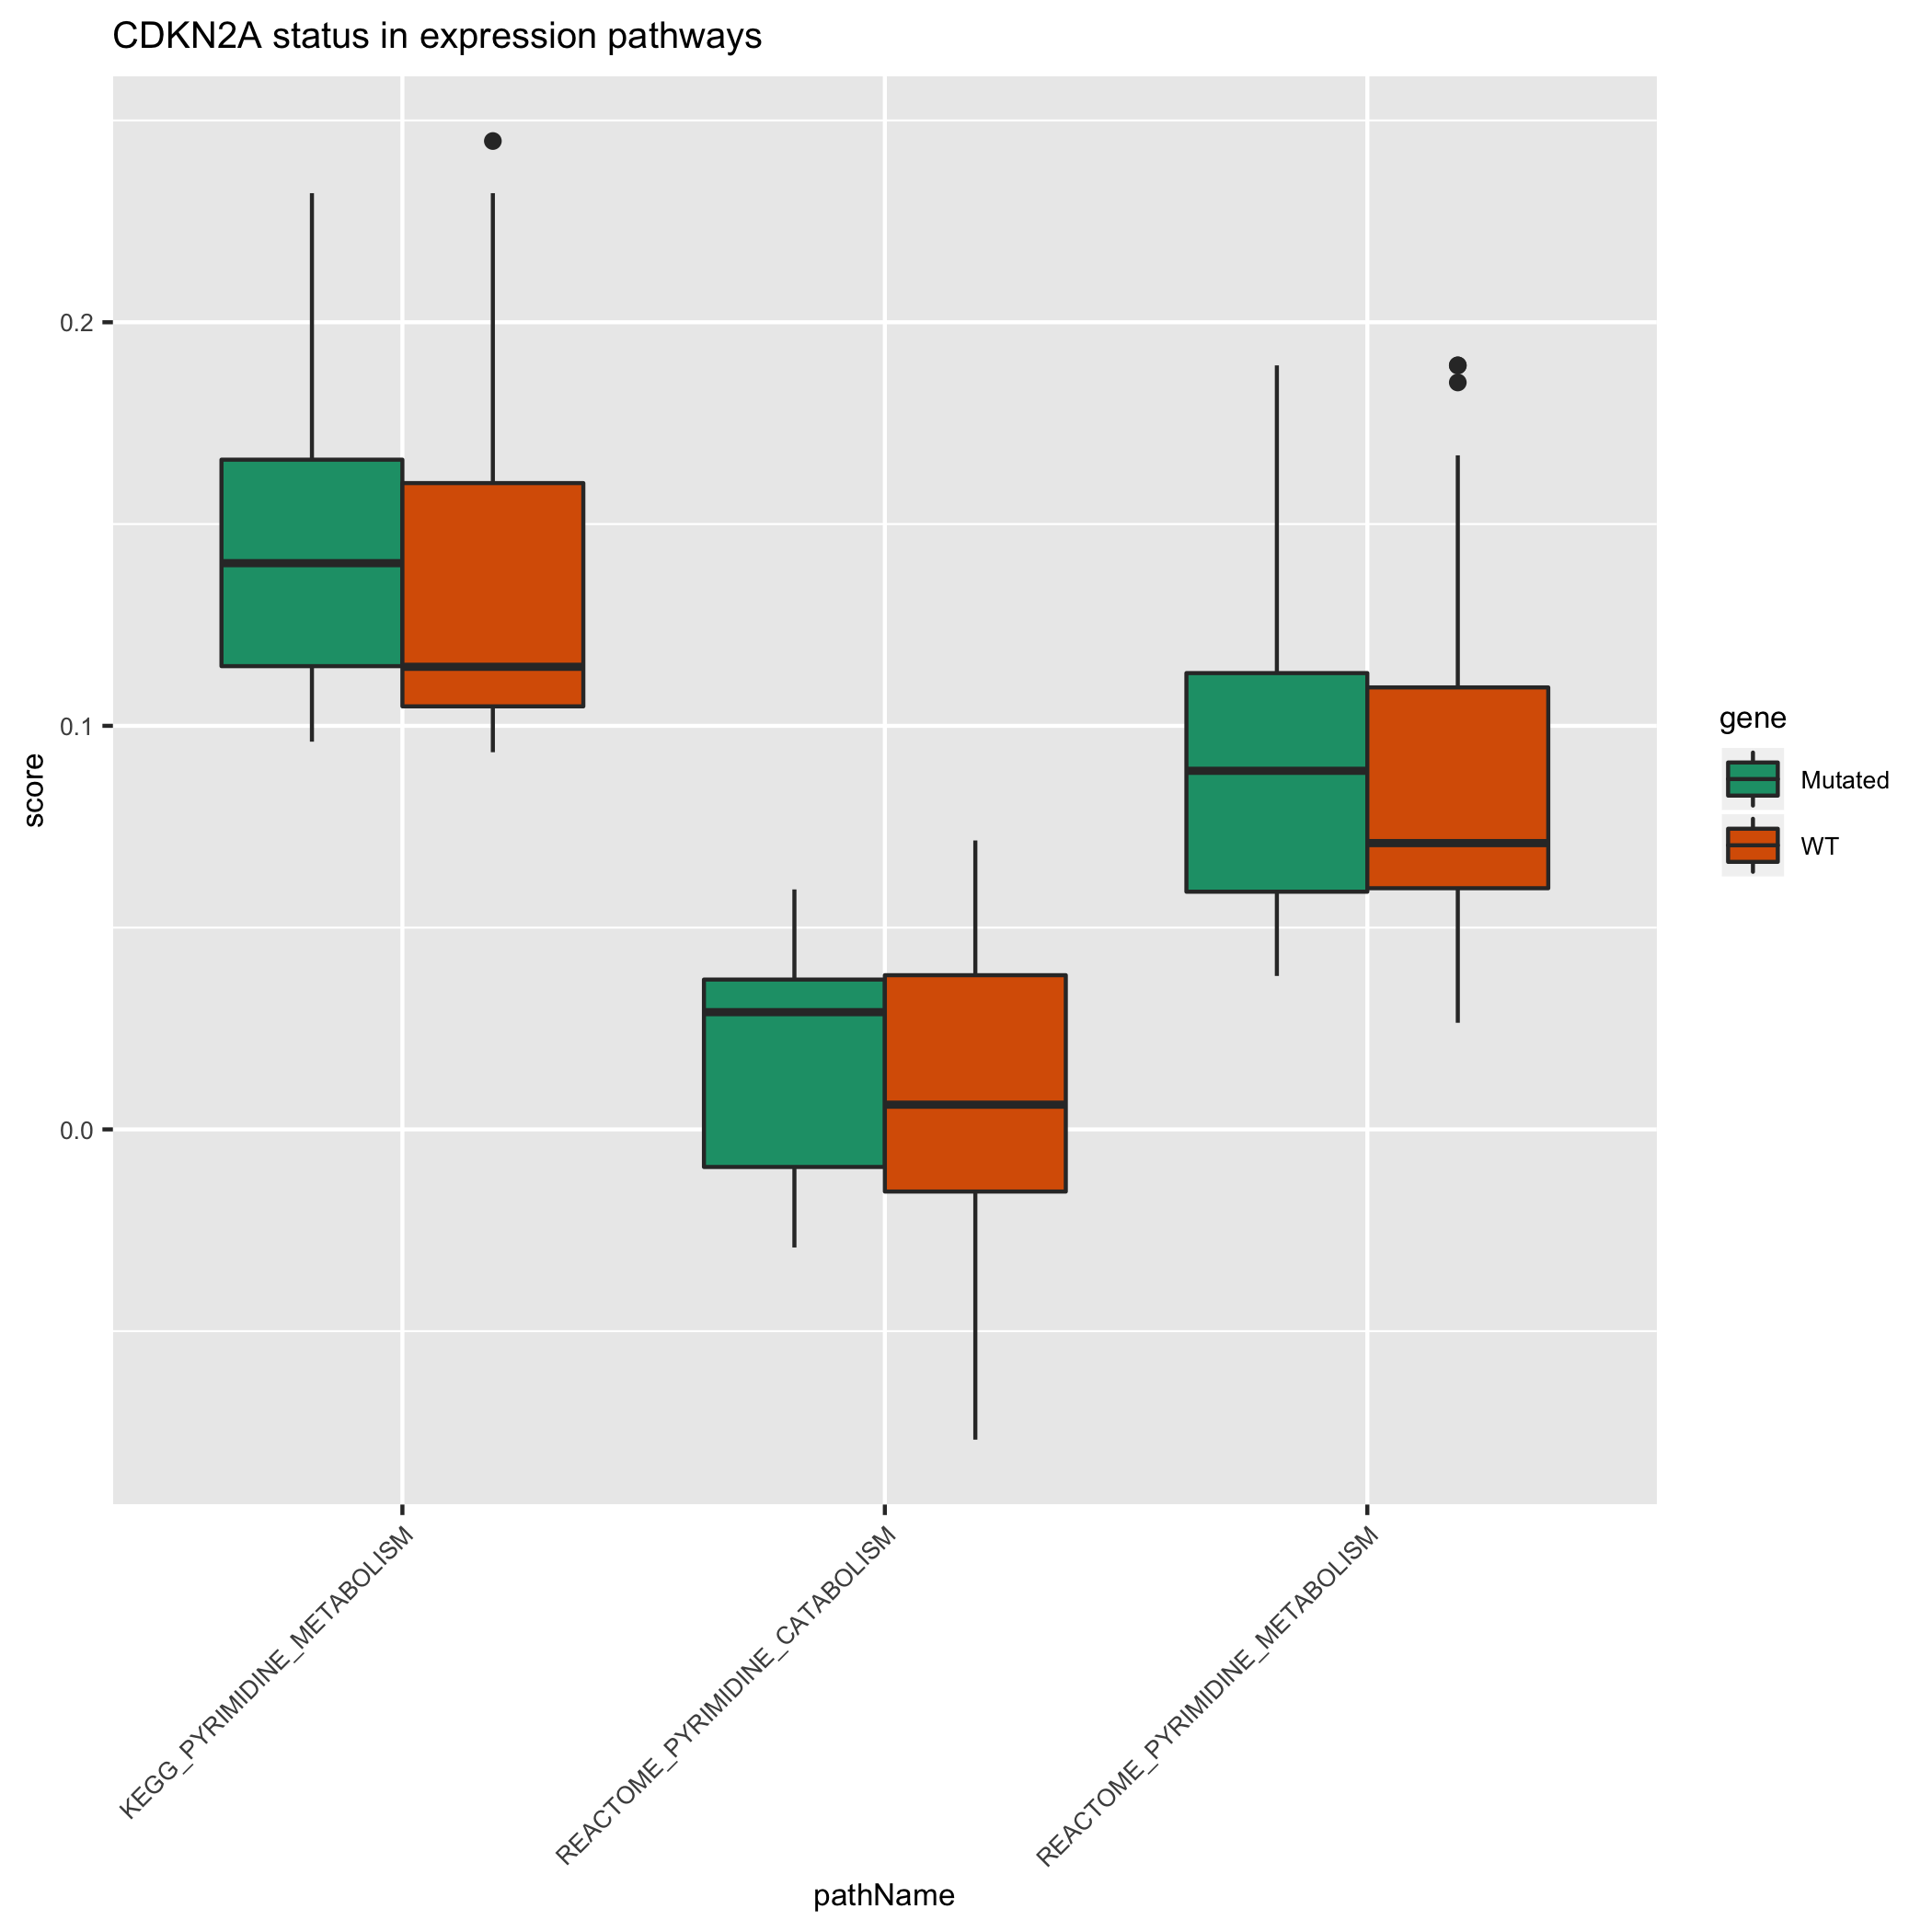 CDKN2A status in expression pathways
0.2
0.1
0.0
score
gene
Mutated
WT
KEGG_PYRIMIDINE_METABOLISM
REACTOME_PYRIMIDINE_CATABOLISM
REACTOME_PYRIMIDINE_METABOLISM
pathName